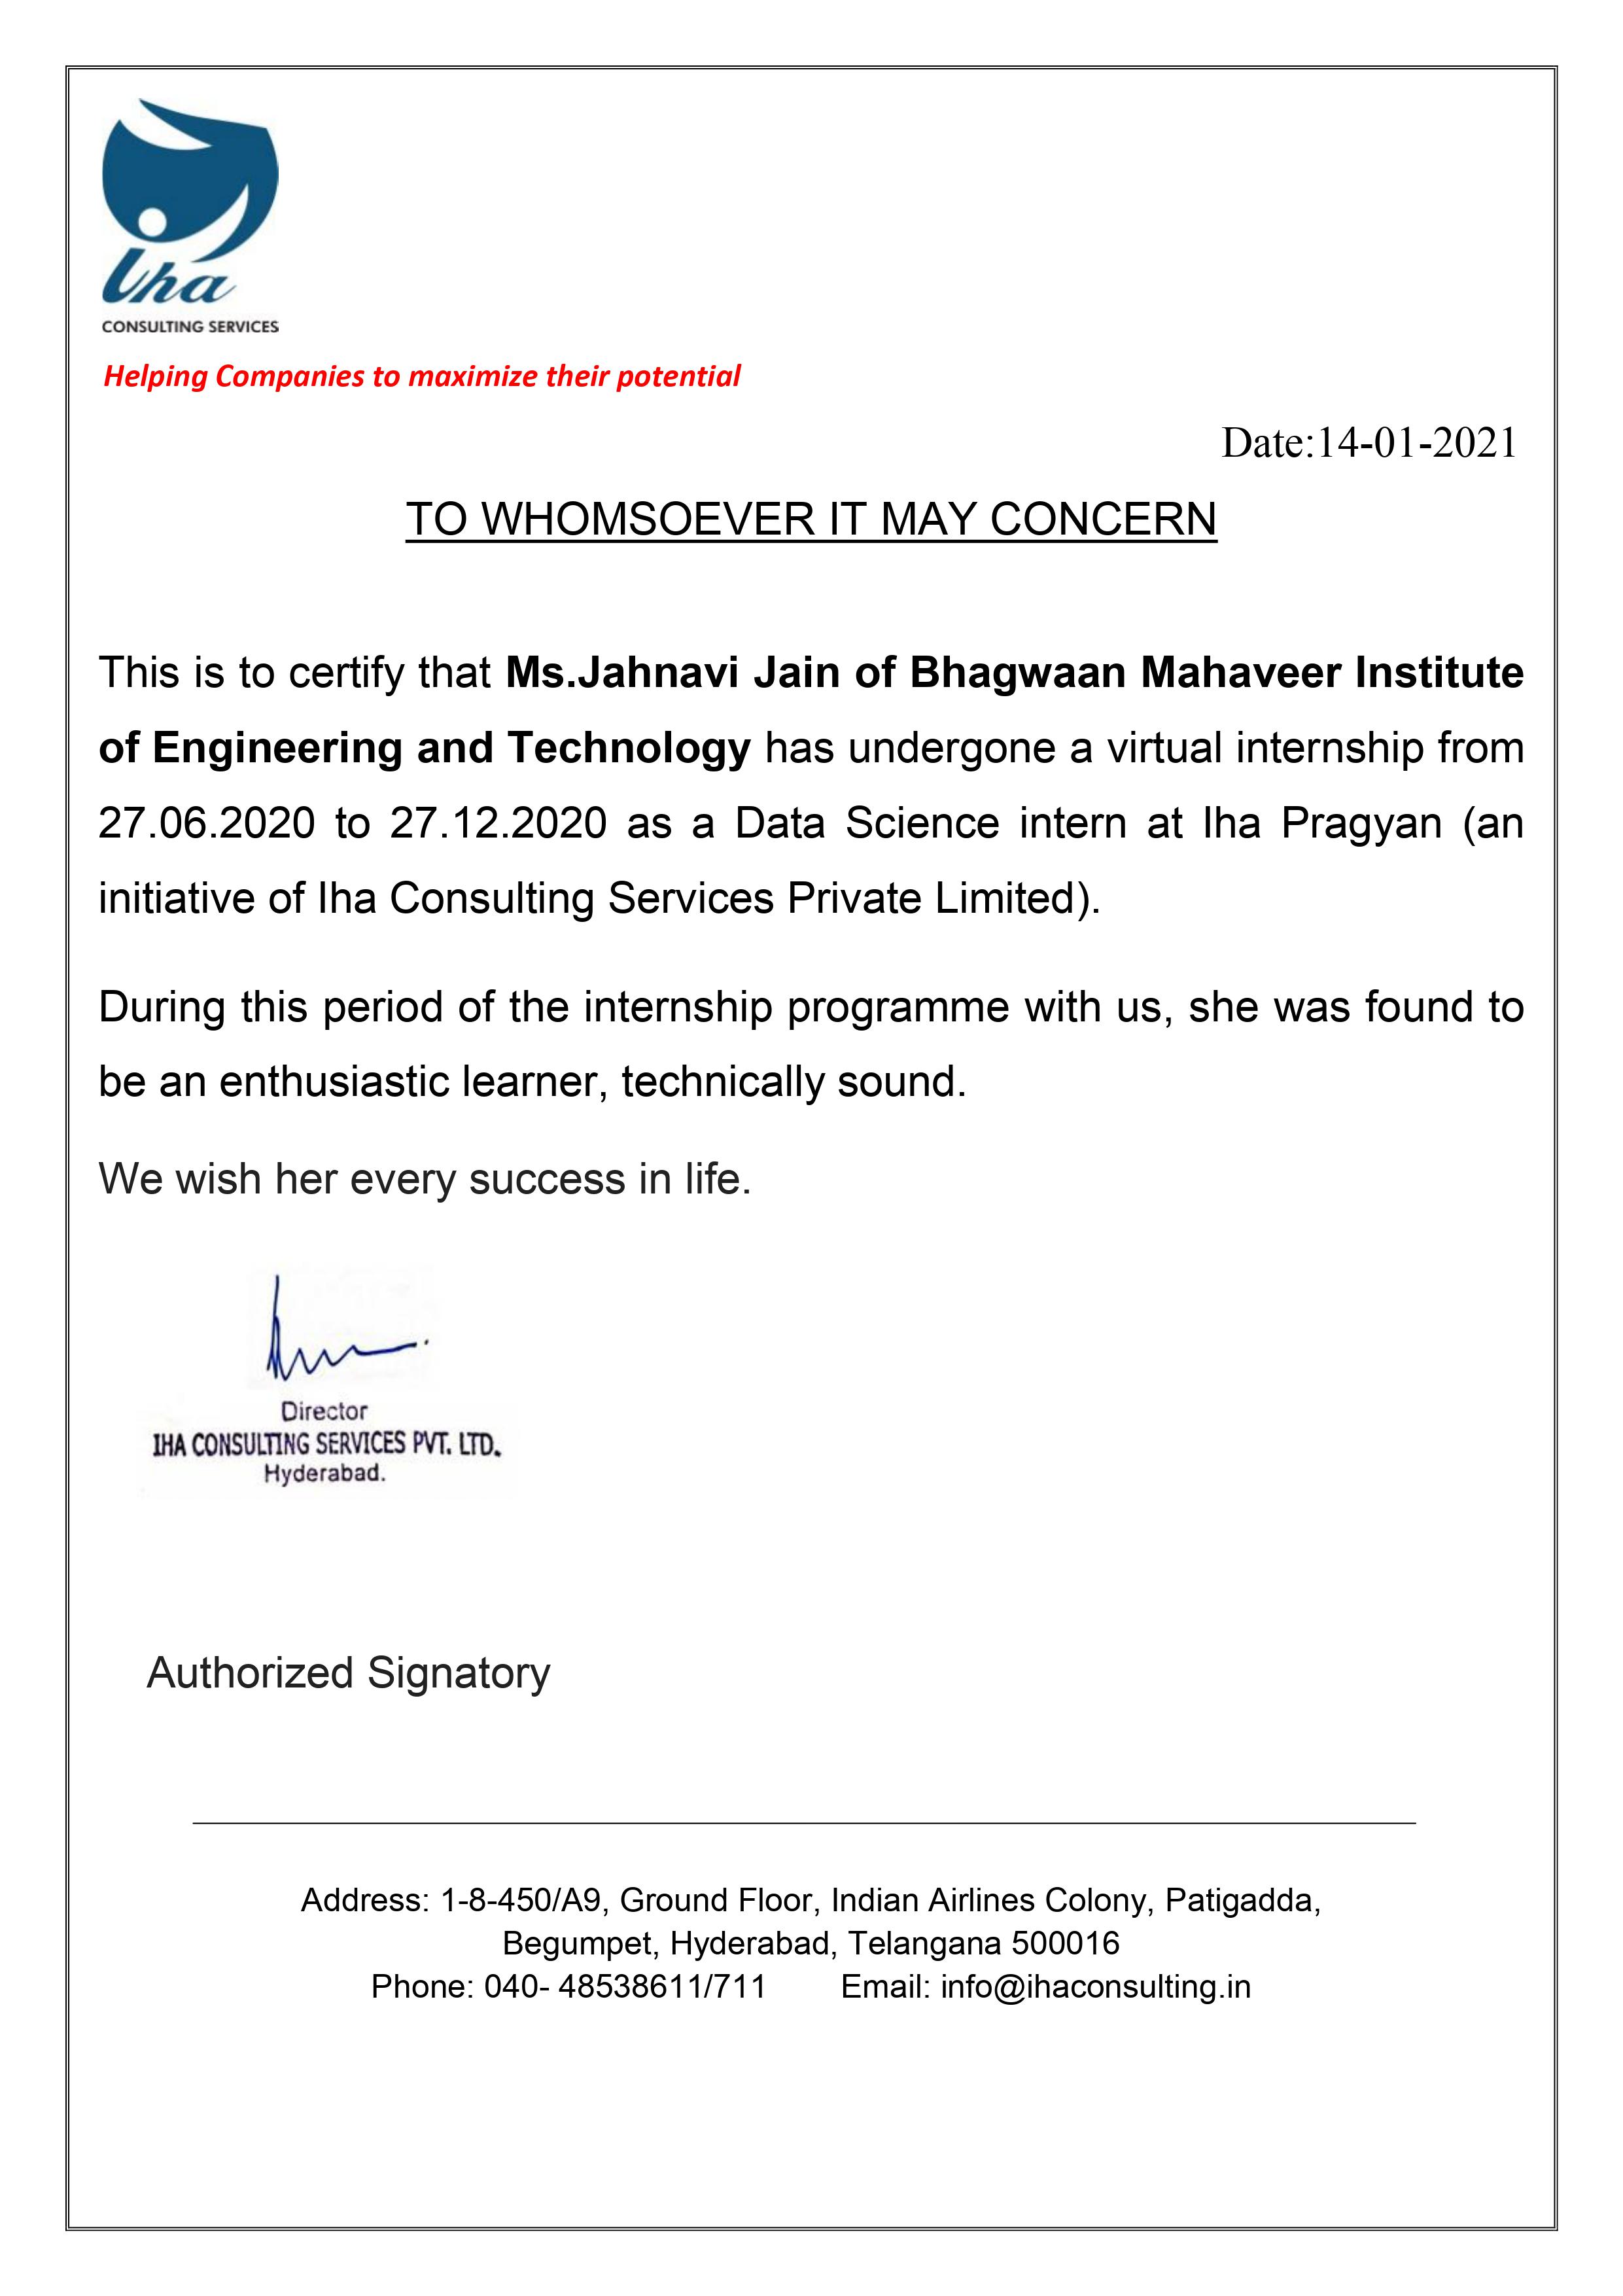 Iha
CONSULTING SERVICES
Helping Companies to maximize their potential
Date:14-01-2021
TO WHOMSOEVER IT MAY CONCERN
This is to certify that Ms.Jahnavi Jain of Bhagwaan Mahaveer Institute
of Engineering and Technology has undergone a virtual internship from
27.06.2020 to 27.12.2020 as a Data Science intern at Iha Pragyan (an
initiative of Iha Consulting Services Private Limited).
During this period of the internship programme with us, she was found to
be an enthusiastic learner, technically sound.
We wish her every success in life.
Director
IHA CONSULTING SERVICES PVT. LTD.
Hyderabad.
Authorized Signatory
Address: 1-8-450/A9, Ground Floor, Indian Airlines Colony, Patigadda,
Begumpet, Hyderabad, Telangana 500016
Phone: 040- 48538611/711 Email: info@ihaconsulting.in